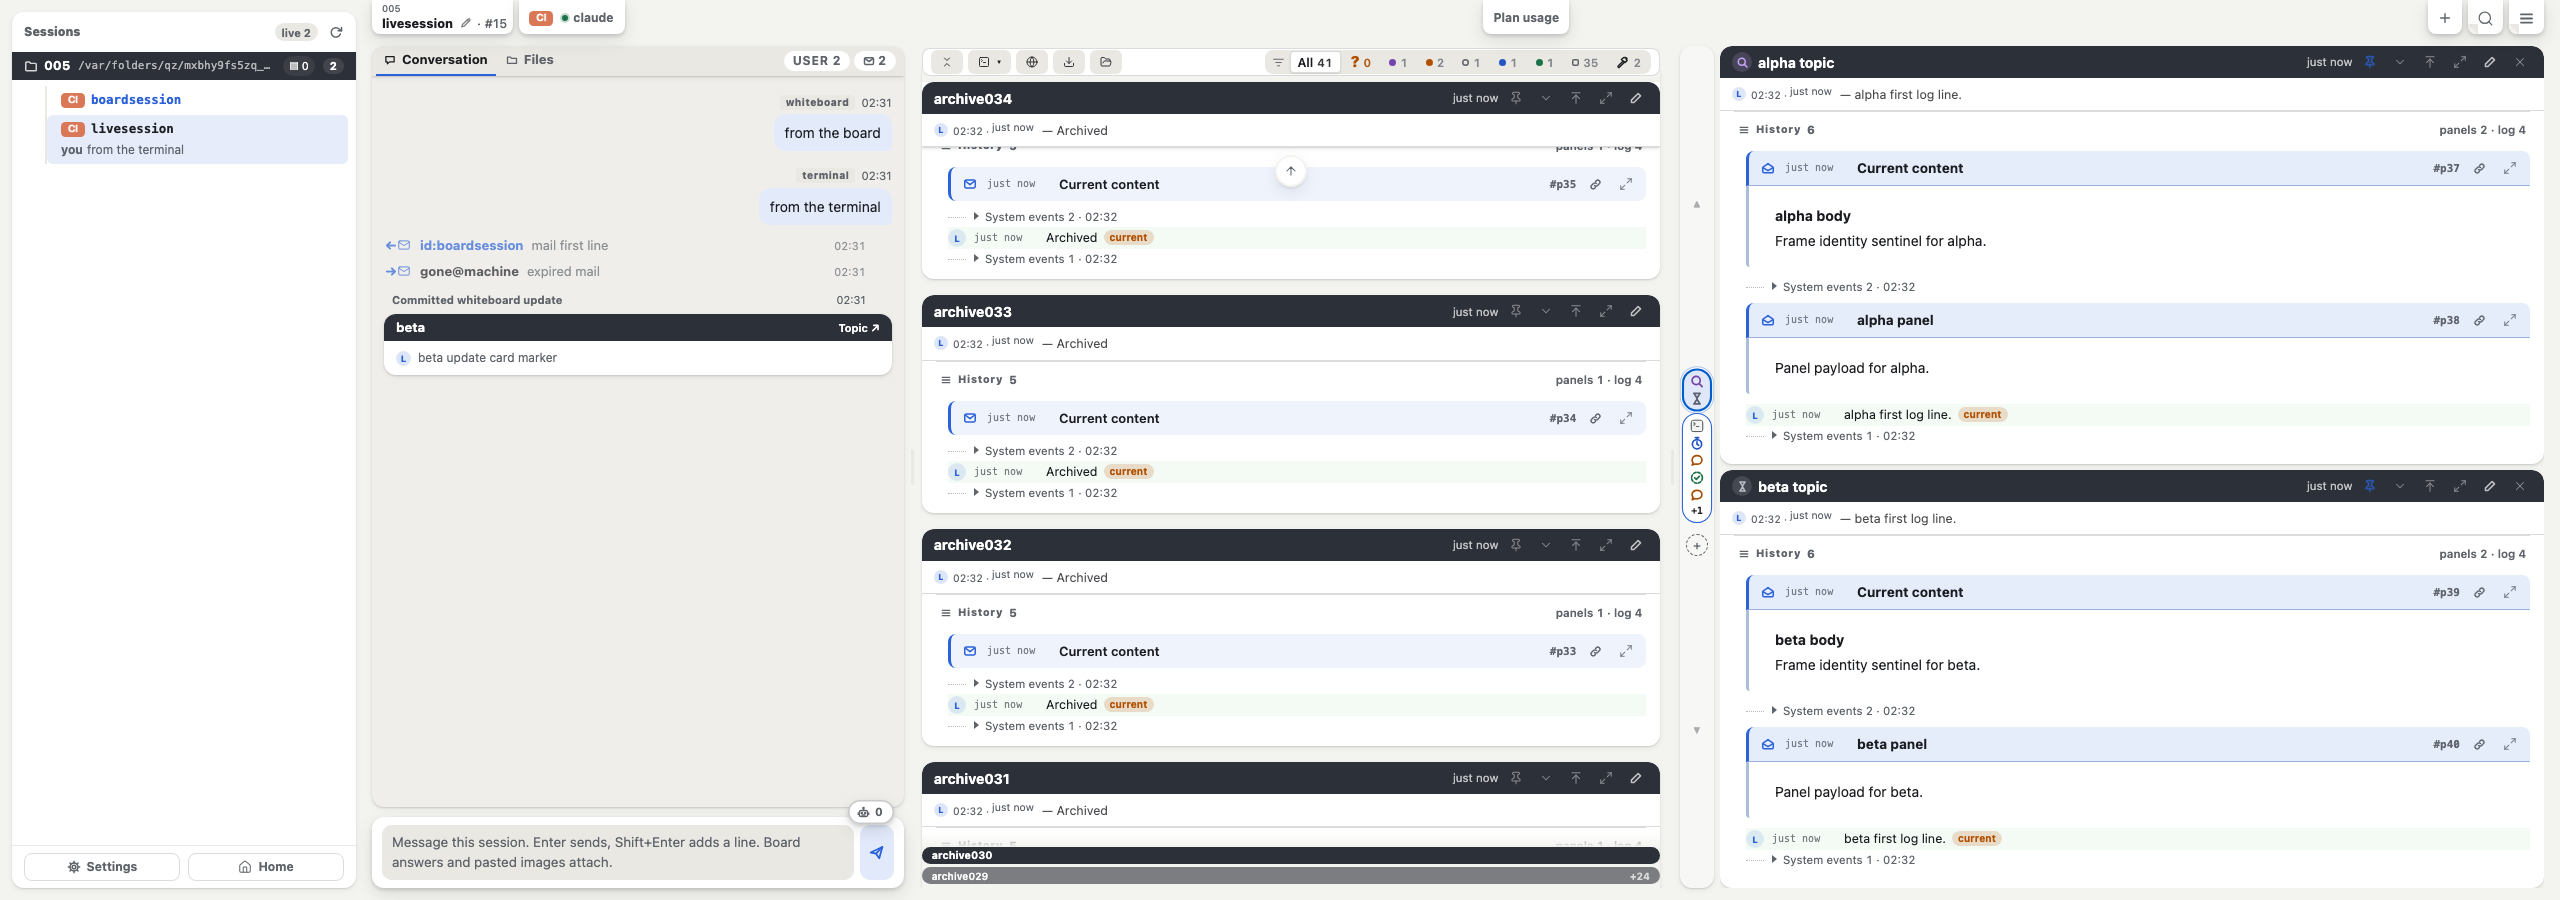 Sessions
live 2
005 /var/folders/qz/mxbhy9fs5zq_… 0 2
CI boardsession
CI livesession
you from the terminal
Settings
Home
005
livesession · #15
CI claude
Plan usage
Conversation
Files
USER 2
2
whiteboard 02:31
from the board
terminal 02:31
from the terminal
id:boardsession mail first line 02:31
gone@machine expired mail 02:31
Committed whiteboard update 02:31
beta Topic
L beta update card marker
0
Message this session. Enter sends, Shift+Enter adds a line. Board
answers and pasted images attach.
All 41 ? 0 1 2 1 1 1 35 2
archive034 just now
L 02:32 · just now — Archived
just now Current content #p35
System events 2 · 02:32
L just now Archived current
System events 1 · 02:32
archive033 just now
L 02:32 · just now — Archived
History 5 panels 1 · log 4
just now Current content #p34
System events 2 · 02:32
L just now Archived current
System events 1 · 02:32
archive032 just now
L 02:32 · just now — Archived
History 5 panels 1 · log 4
just now Current content #p33
System events 2 · 02:32
L just now Archived current
System events 1 · 02:32
archive031 just now
L 02:32 · just now — Archived
archive030
archive029 +24
+1
alpha topic just now
L 02:32 · just now — alpha first log line.
History 6 panels 2 · log 4
just now Current content #p37
alpha body
Frame identity sentinel for alpha.
System events 2 · 02:32
just now alpha panel #p38
Panel payload for alpha.
L just now alpha first log line. current
System events 1 · 02:32
beta topic just now
L 02:32 · just now — beta first log line.
History 6 panels 2 · log 4
just now Current content #p39
beta body
Frame identity sentinel for beta.
System events 2 · 02:32
just now beta panel #p40
Panel payload for beta.
L just now beta first log line. current
System events 1 · 02:32